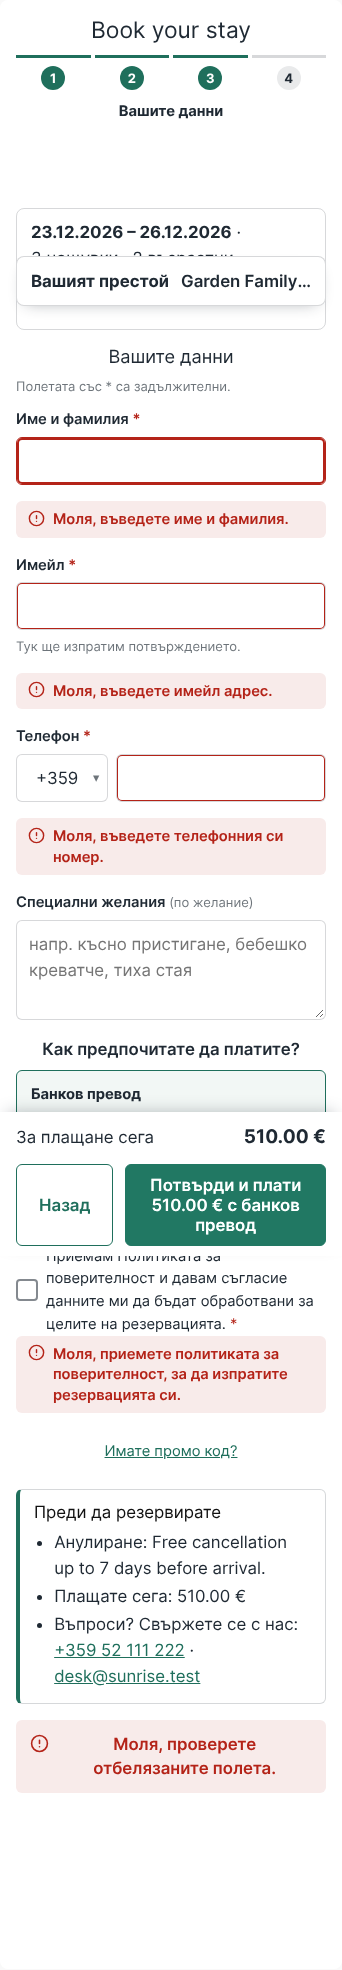 Book your stay
1 2 3 4
Вашите данни
23.12.2026 – 26.12.2026 ·
Вашият престой Garden Family...
Вашите данни
Полетата със * са задължителни.
Име и фамилия *
Моля, въведете име и фамилия.
Имейл *
Тук ще изпратим потвърждението.
Моля, въведете имейл адрес.
Телефон *
+359
Моля, въведете телефонния си
номер.
Специални желания (по желание)
напр. късно пристигане, бебешко
креватче, тиха стая
Как предпочитате да платите?
Банков превод
За плащане сега 510.00 €
Назад
Потвърди и плати
510.00 € с банков
превод
Приемам Политиката за
поверителност и давам съгласие
данните ми да бъдат обработвани за
целите на резервацията. *
Моля, приемете политиката за
поверителност, за да изпратите
резервацията си.
Имате промо код?
Преди да резервирате
• Анулиране: Free cancellation
up to 7 days before arrival.
• Плащате сега: 510.00 €
• Въпроси? Свържете се с нас:
+359 52 111 222 ·
desk@sunrise.test
Моля, проверете
отбелязаните полета.